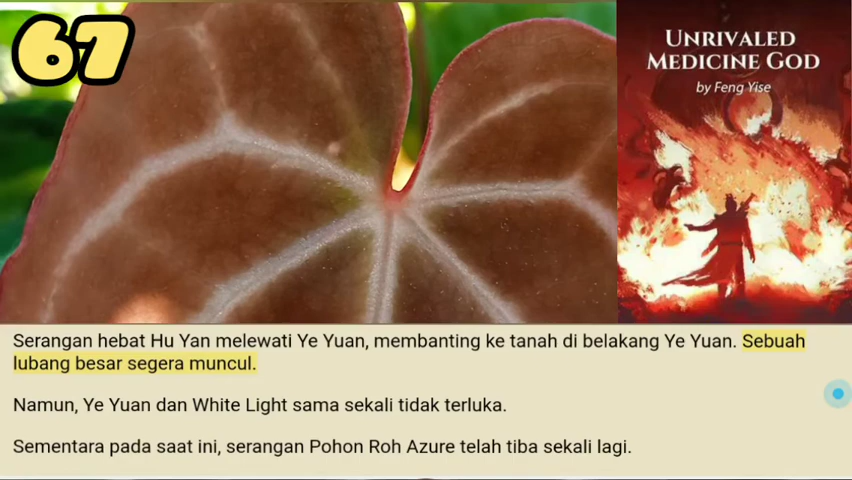 67
UNRIVALED
MEDICINE GOD
by Feng Yise
Serangan hebat Hu Yan melewati Ye Yuan, membanting ke tanah di belakang Ye Yuan. Sebuah
lubang besar segera muncul.
Namun, Ye Yuan dan White Light sama sekali tidak terluka.
Sementara pada saat ini, serangan Pohon Roh Azure telah tiba sekali lagi.